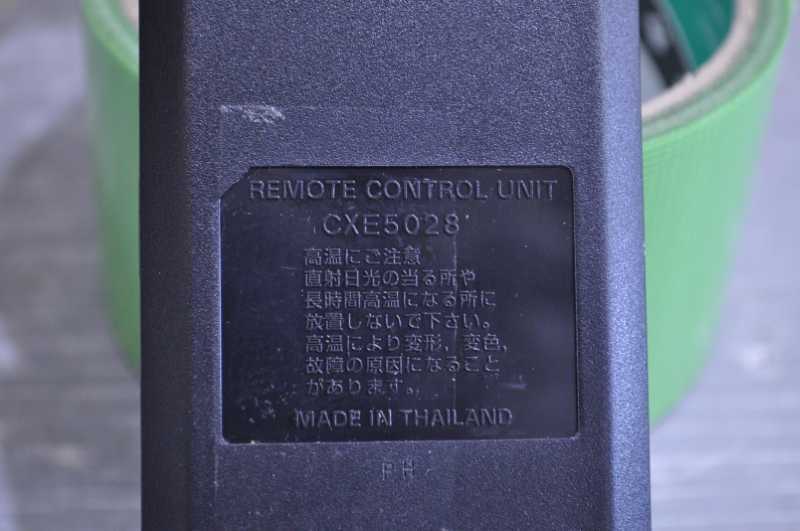 REMOTE CONTROL UNIT
CXE5028
高温にご注意
直射日光の当る所や
長時間高温になる所に
放置しないで下さい。
高温により変形，変色，
故障の原因になること
があります。
MADE IN THAILAND
PH